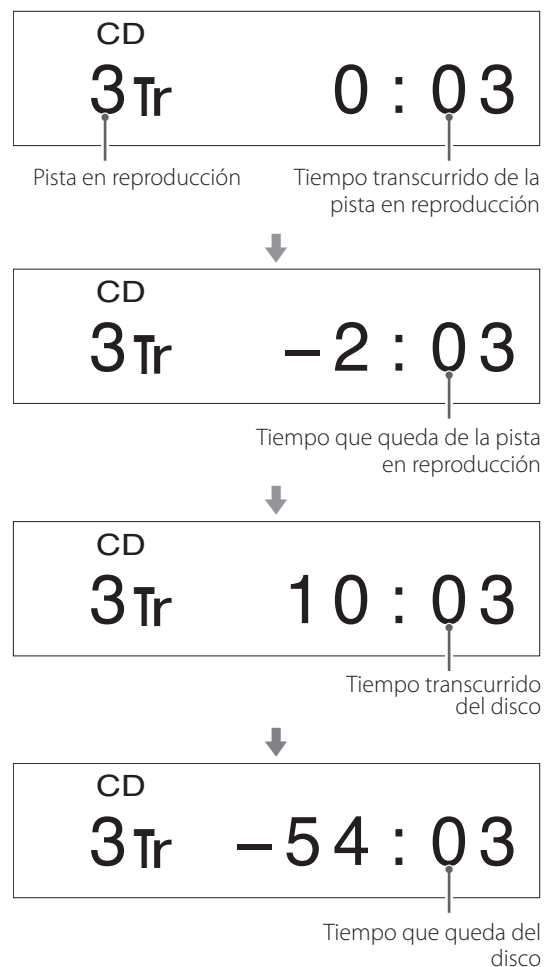 CD
3Tr 0:03
Pista en reproducción
Tiempo transcurrido de la
pista en reproducción
CD
3Tr –2:03
Tiempo que queda de la pista
en reproducción
CD
3Tr 10:03
Tiempo transcurrido
del disco
CD
3Tr –54:03
Tiempo que queda del
disco